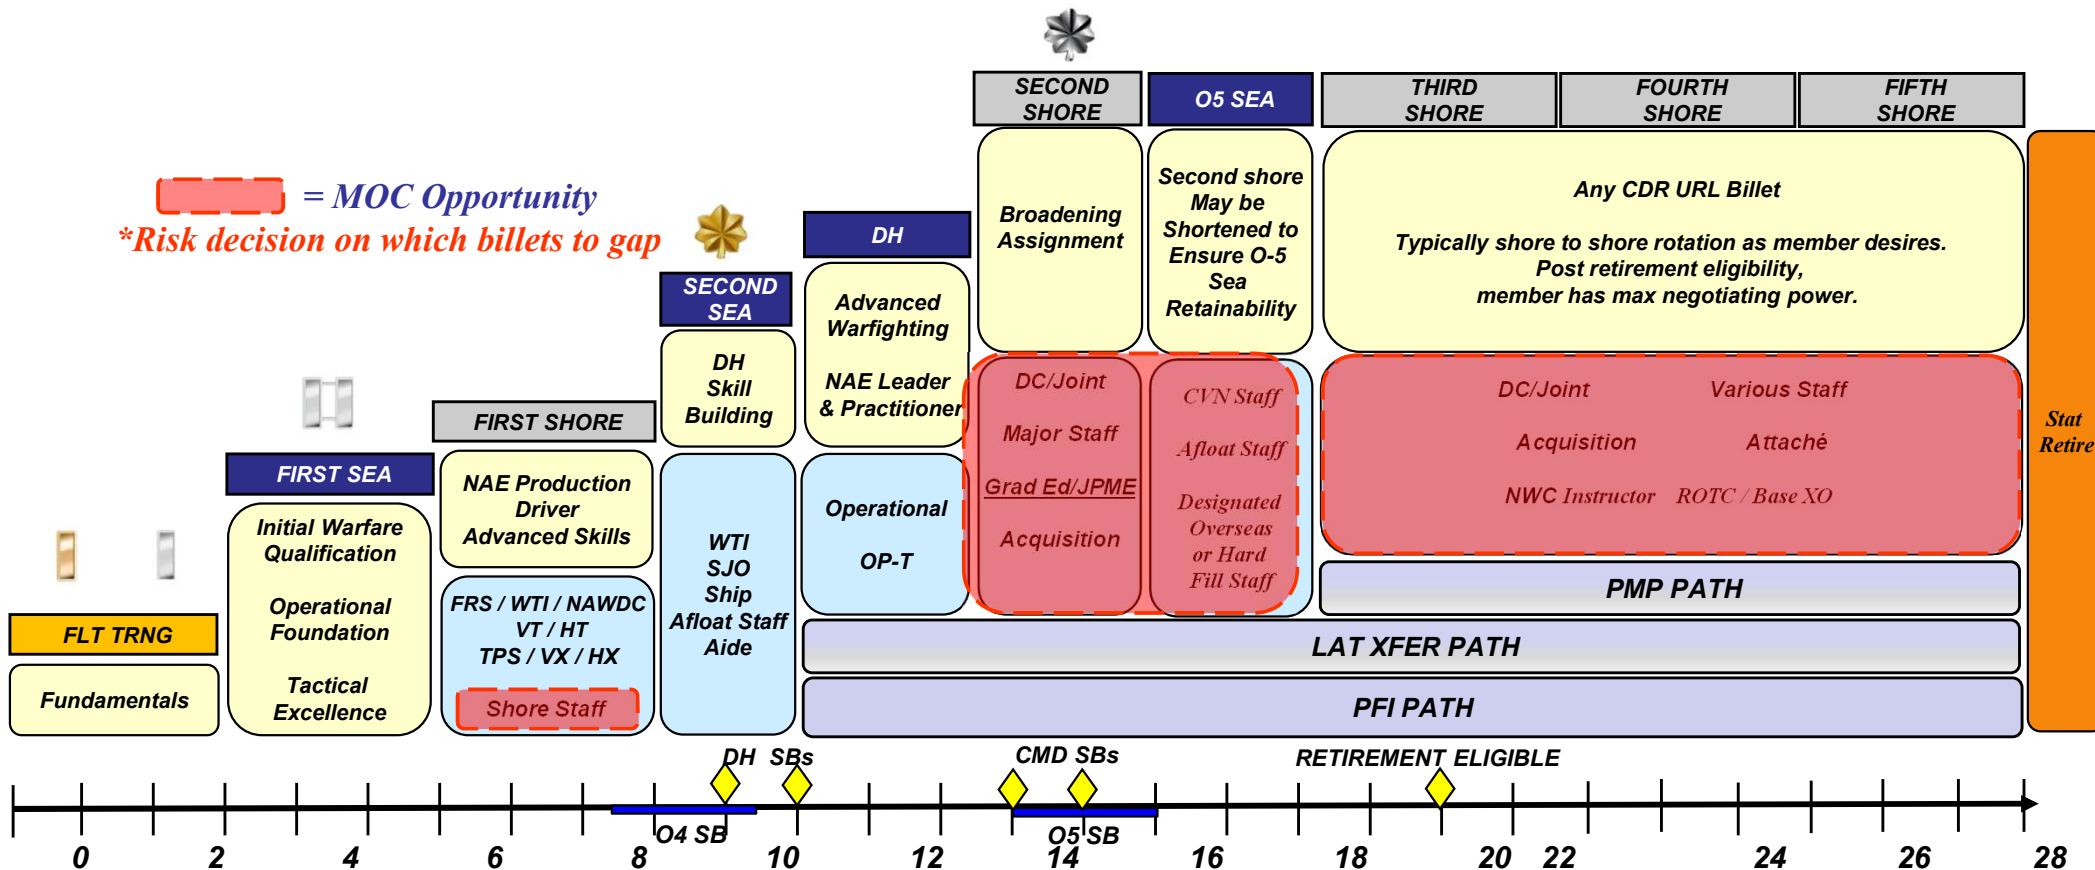 = MOC Opportunity
*Risk decision on which billets to gap
FLT TRNG
Fundamentals
FIRST SEA
Initial Warfare
Qualification
Operational
Foundation
Tactical
Excellence
FIRST SHORE
NAE Production
Driver
Advanced Skills
FRS / WTI / NAWDC
VT / HT
TPS / VX / HX
Shore Staff
SECOND
SEA
DH
Skill
Building
WTI
SJO
Ship
Afloat Staff
Aide
DH
Advanced
Warfighting
NAE Leader
& Practitioner
Operational
OP-T
SECOND
SHORE
Broadening
Assignment
DC/Joint
Major Staff
Grad Ed/JPME
Acquisition
O5 SEA
Second shore
May be
Shortened to
Ensure O-5
Sea
Retainability
CVN Staff
Afloat Staff
Designated
Overseas
or Hard
Fill Staff
THIRD
SHORE
FOURTH
SHORE
FIFTH
SHORE
Any CDR URL Billet
Typically shore to shore rotation as member desires.
Post retirement eligibility,
member has max negotiating power.
DC/Joint Various Staff
Acquisition Attaché
NWC Instructor ROTC / Base XO
PMP PATH
LAT XFER PATH
PFI PATH
Stat
Retire
DH SBs
CMD SBs
RETIREMENT ELIGIBLE
O4 SB
O5 SB
0 2 4 6 8 10 12 14 16 18 20 22 24 26 28